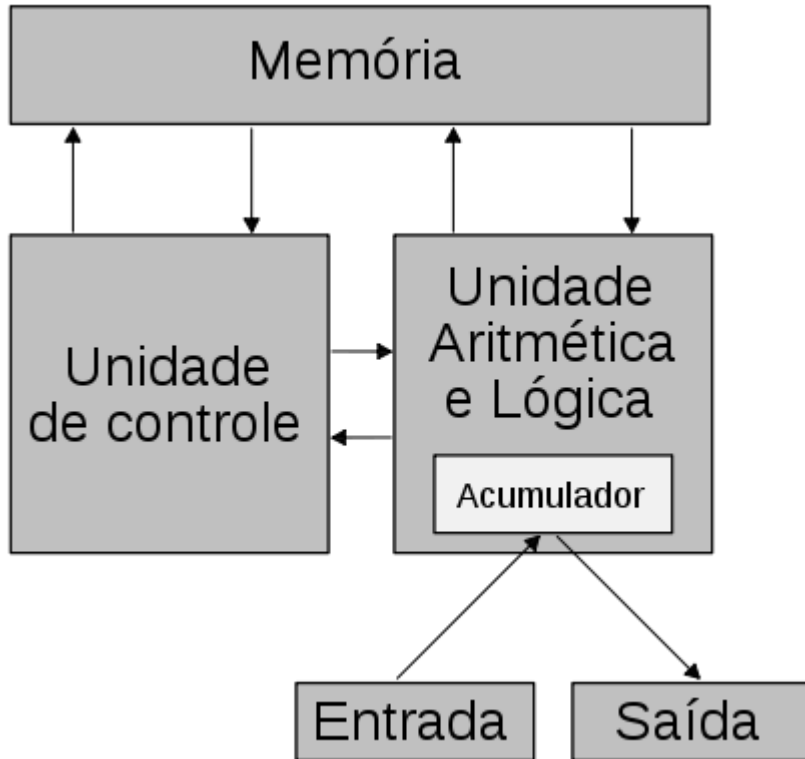 Memória
Unidade
de controle
Unidade
Aritmética
e Lógica
Acumulador
Entrada
Saída